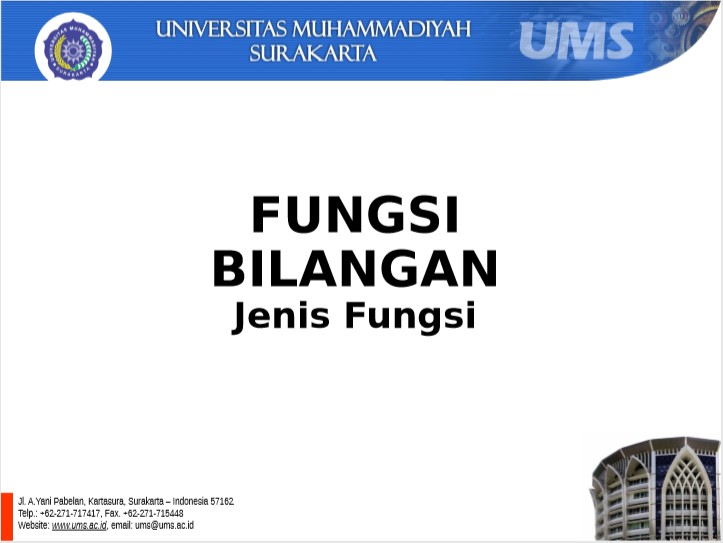 UNIVERSITAS MUHAMMADIYAH
SURAKARTA
UMS
FUNGSI
BILANGAN
Jenis Fungsi
Jl. A.Yani Pabelan, Kartasura, Surakarta – Indonesia 57162
Telp.: +62-271-717417, Fax. +62-271-715448
Website: www.ums.ac.id, email: ums@ums.ac.id